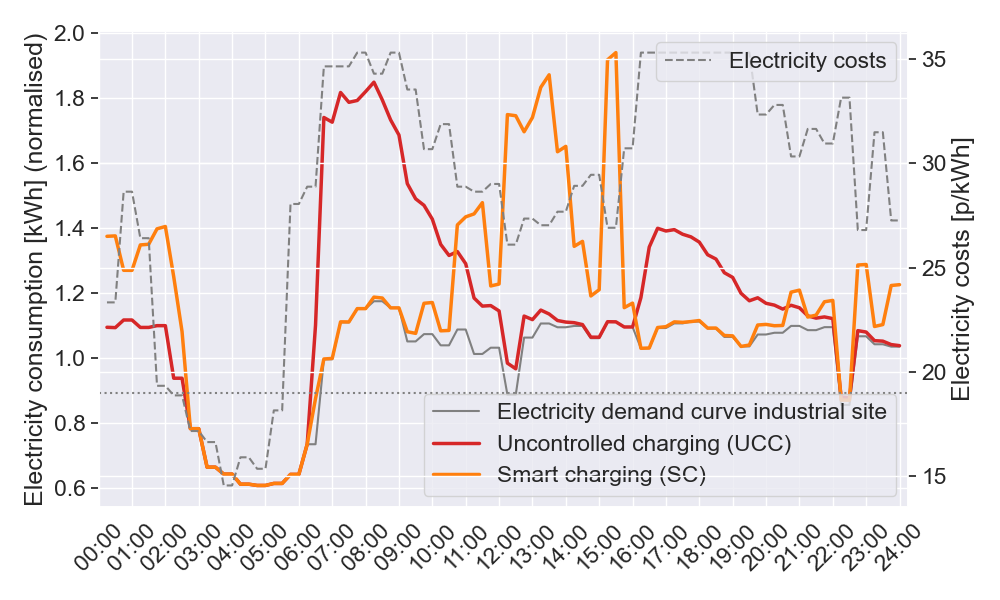 Electricity consumption [kWh] (normalised)
2.0
1.8
1.6
1.4
1.2
1.0
0.8
0.6
Electricity costs
Electricity demand curve industrial site
Uncontrolled charging (UCC)
Smart charging (SC)
35
30
25
20
15
Electricity costs [p/kWh]
00:00 01:00 02:00 03:00 04:00 05:00 06:00 07:00 08:00 09:00 10:00 11:00 12:00 13:00 14:00 15:00 16:00 17:00 18:00 19:00 20:00 21:00 22:00 23:00 24:00